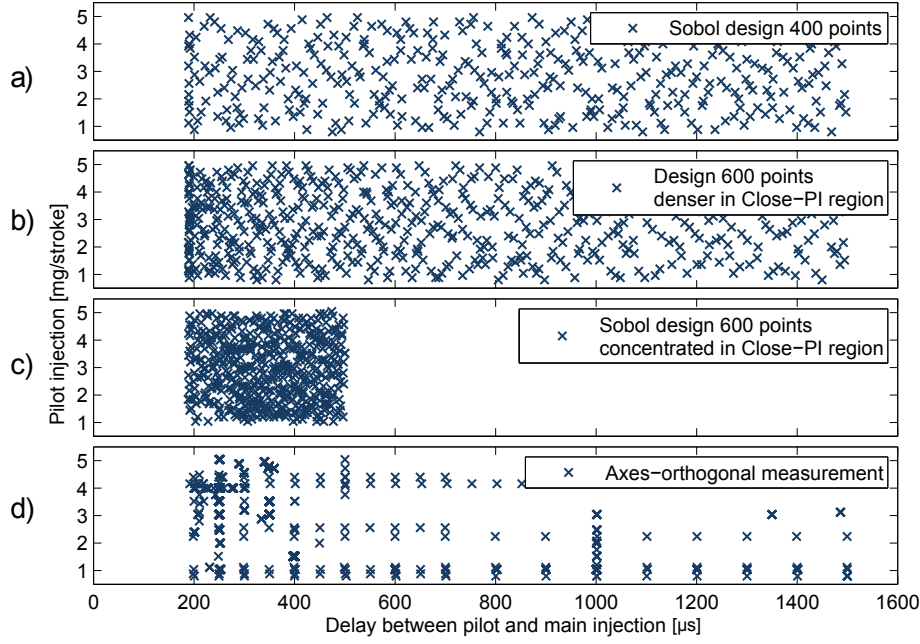 a)
5
4
3
2
1
Sobol design 400 points
b)
5
4
3
2
1
Design 600 points
denser in Close−PI region
c)
5
4
3
2
1
Sobol design 600 points
concentrated in Close−PI region
d)
5
4
3
2
1
Axes−orthogonal measurement
Pilot injection [mg/stroke]
0
200
400
600
800
1000
1200
1400
1600
Delay between pilot and main injection [µs]